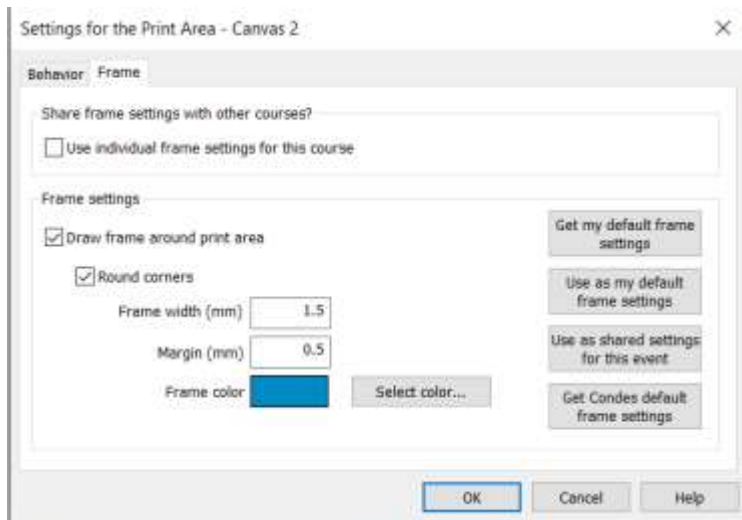 Settings for the Print Area - Canvas 2
Behavior
Frame
Share frame settings with other courses?
Use individual frame settings for this course
Frame settings
Draw frame around print area
Round corners
Frame width (mm)
1.5
Margin (mm)
0.5
Frame color
Select color...
Get my default frame
settings
Use as my default
frame settings
Use as shared settings
for this event
Get Condes default
frame settings
OK
Cancel
Help